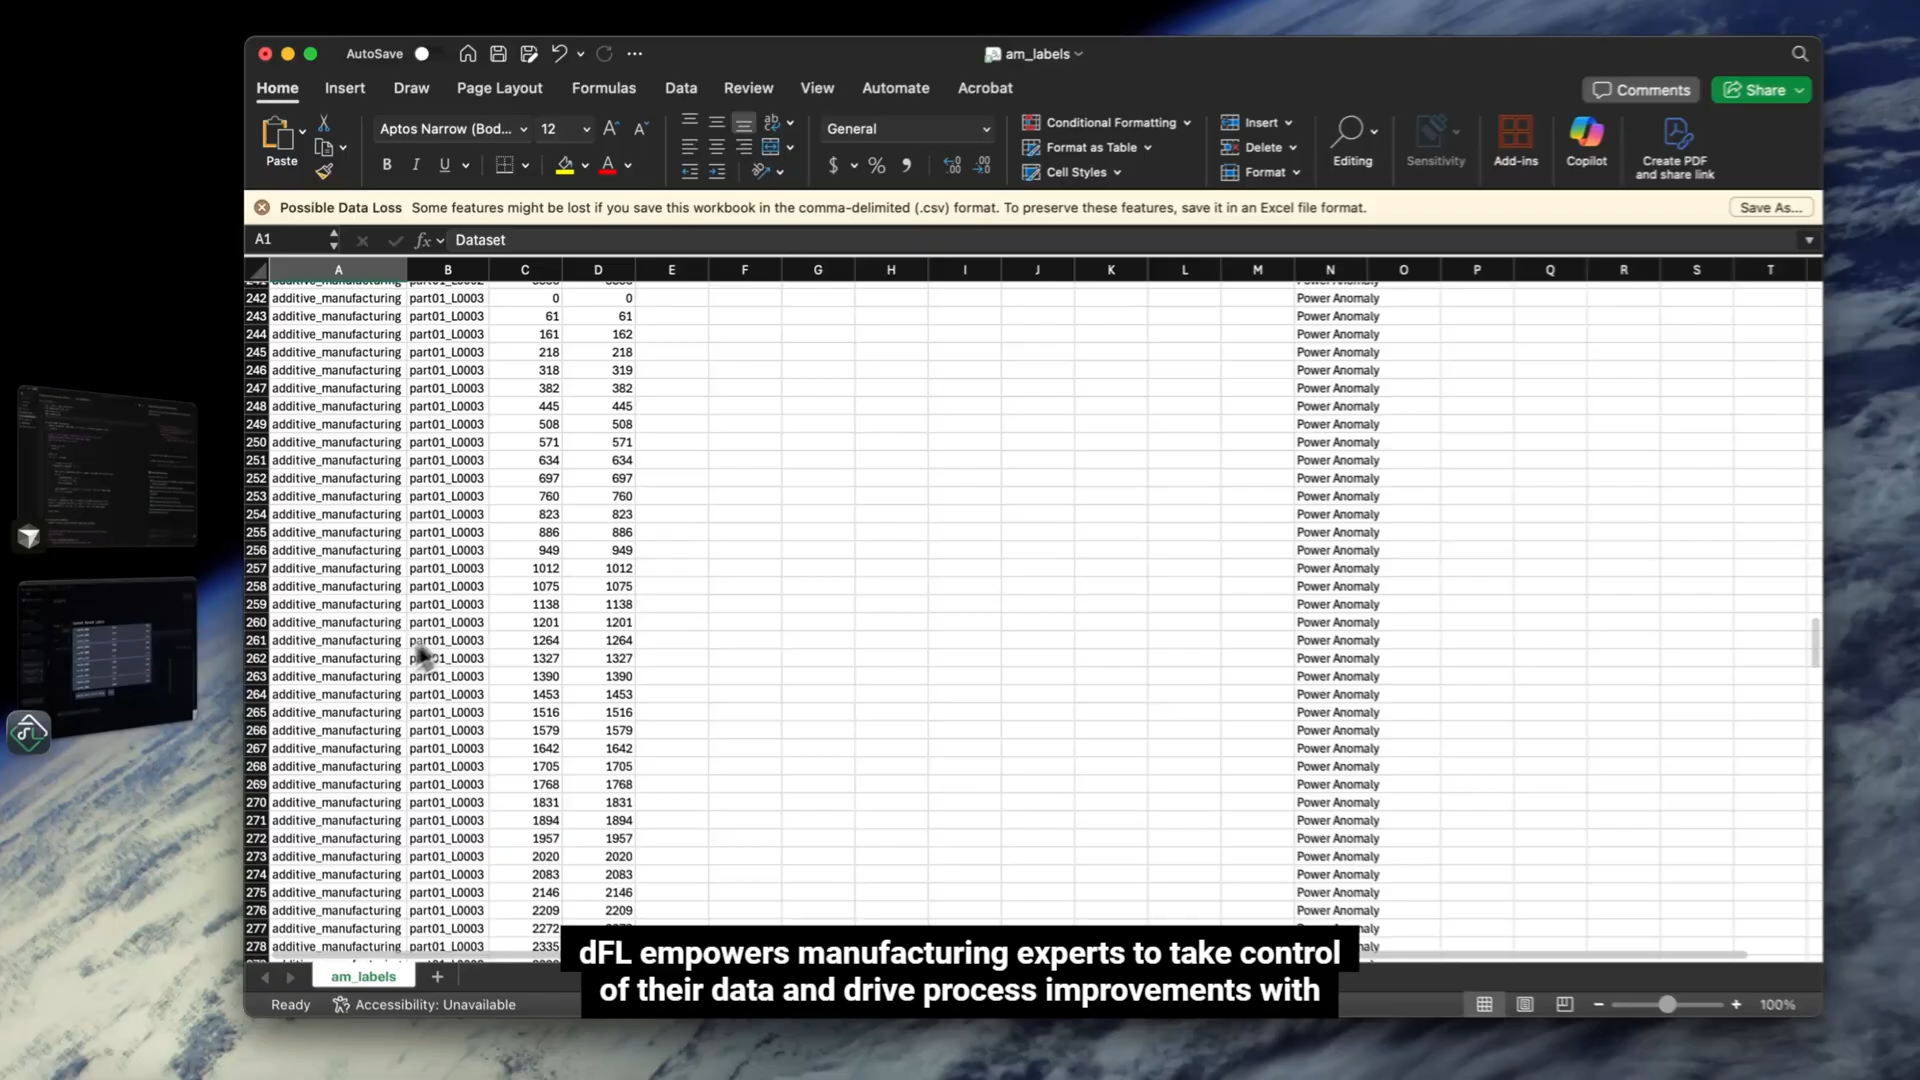 AutoSave
am_labels
Home Insert Draw Page Layout Formulas Data Review View Automate Acrobat
Comments Share
Paste
Aptos Narrow (Bod... 12
B I U
General
$ %
Conditional Formatting
Format as Table
Cell Styles
Insert
Delete
Format
Editing
Sensitivity
Add-ins
Copilot
Create PDF
and share link
Possible Data Loss Some features might be lost if you save this workbook in the comma-delimited (.csv) format. To preserve these features, save it in an Excel file format. Save As...
A1 fx Dataset
A B C D E F G H I J K L M N O P Q R S T
242 additive_manufacturing part01_L0003 0 0 Power Anomaly
243 additive_manufacturing part01_L0003 61 61 Power Anomaly
244 additive_manufacturing part01_L0003 161 162 Power Anomaly
245 additive_manufacturing part01_L0003 218 218 Power Anomaly
246 additive_manufacturing part01_L0003 318 319 Power Anomaly
247 additive_manufacturing part01_L0003 382 382 Power Anomaly
248 additive_manufacturing part01_L0003 445 445 Power Anomaly
249 additive_manufacturing part01_L0003 508 508 Power Anomaly
250 additive_manufacturing part01_L0003 571 571 Power Anomaly
251 additive_manufacturing part01_L0003 634 634 Power Anomaly
252 additive_manufacturing part01_L0003 697 697 Power Anomaly
253 additive_manufacturing part01_L0003 760 760 Power Anomaly
254 additive_manufacturing part01_L0003 823 823 Power Anomaly
255 additive_manufacturing part01_L0003 886 886 Power Anomaly
256 additive_manufacturing part01_L0003 949 949 Power Anomaly
257 additive_manufacturing part01_L0003 1012 1012 Power Anomaly
258 additive_manufacturing part01_L0003 1075 1075 Power Anomaly
259 additive_manufacturing part01_L0003 1138 1138 Power Anomaly
260 additive_manufacturing part01_L0003 1201 1201 Power Anomaly
261 additive_manufacturing part01_L0003 1264 1264 Power Anomaly
262 additive_manufacturing part01_L0003 1327 1327 Power Anomaly
263 additive_manufacturing part01_L0003 1390 1390 Power Anomaly
264 additive_manufacturing part01_L0003 1453 1453 Power Anomaly
265 additive_manufacturing part01_L0003 1516 1516 Power Anomaly
266 additive_manufacturing part01_L0003 1579 1579 Power Anomaly
267 additive_manufacturing part01_L0003 1642 1642 Power Anomaly
268 additive_manufacturing part01_L0003 1705 1705 Power Anomaly
269 additive_manufacturing part01_L0003 1768 1768 Power Anomaly
270 additive_manufacturing part01_L0003 1831 1831 Power Anomaly
271 additive_manufacturing part01_L0003 1894 1894 Power Anomaly
272 additive_manufacturing part01_L0003 1957 1957 Power Anomaly
273 additive_manufacturing part01_L0003 2020 2020 Power Anomaly
274 additive_manufacturing part01_L0003 2083 2083 Power Anomaly
275 additive_manufacturing part01_L0003 2146 2146 Power Anomaly
276 additive_manufacturing part01_L0003 2209 2209 Power Anomaly
277 additive_manufacturing part01_L0003 2272
278 additive_manufacturing part01_L0003 2335
dFL empowers manufacturing experts to take control
of their data and drive process improvements with
am_labels
Ready Accessibility: Unavailable 100%